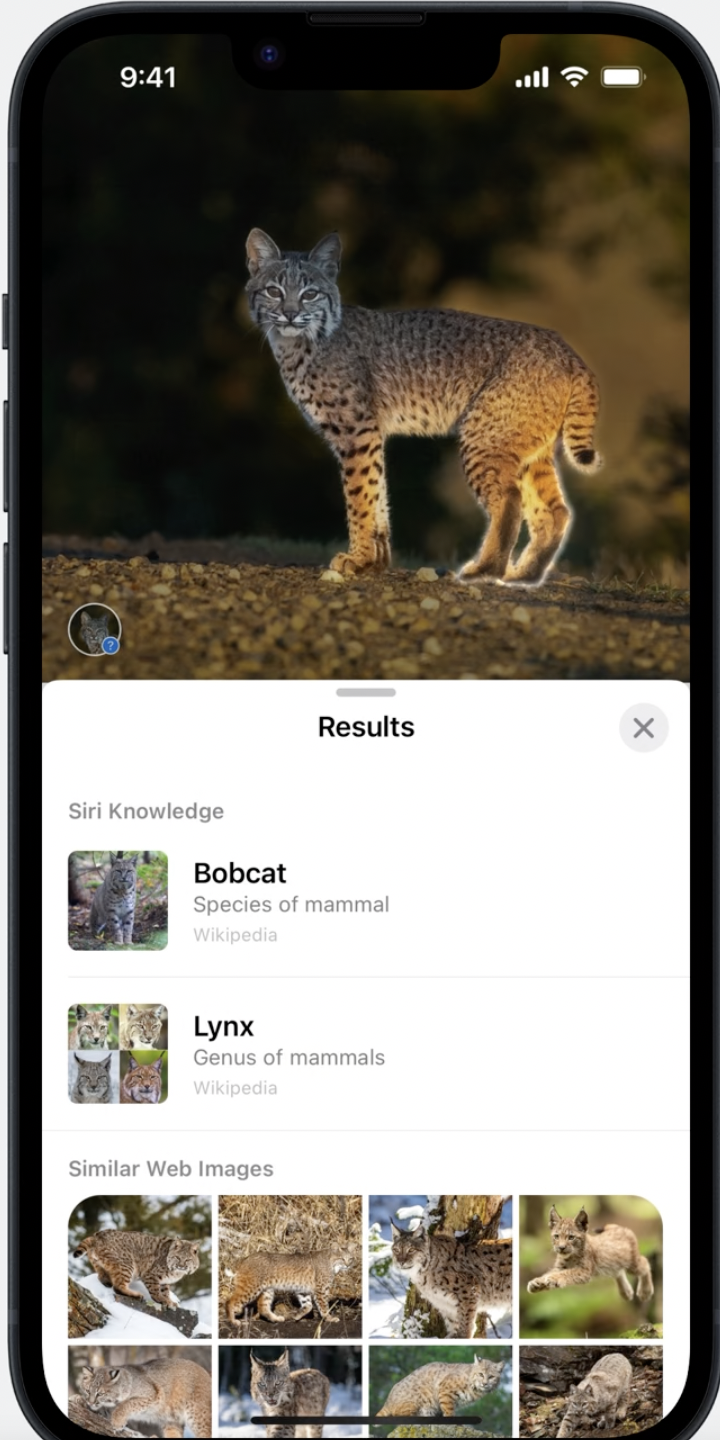 9:41
Results
Siri Knowledge
Bobcat
Species of mammal
Wikipedia
Lynx
Genus of mammals
Wikipedia
Similar Web Images